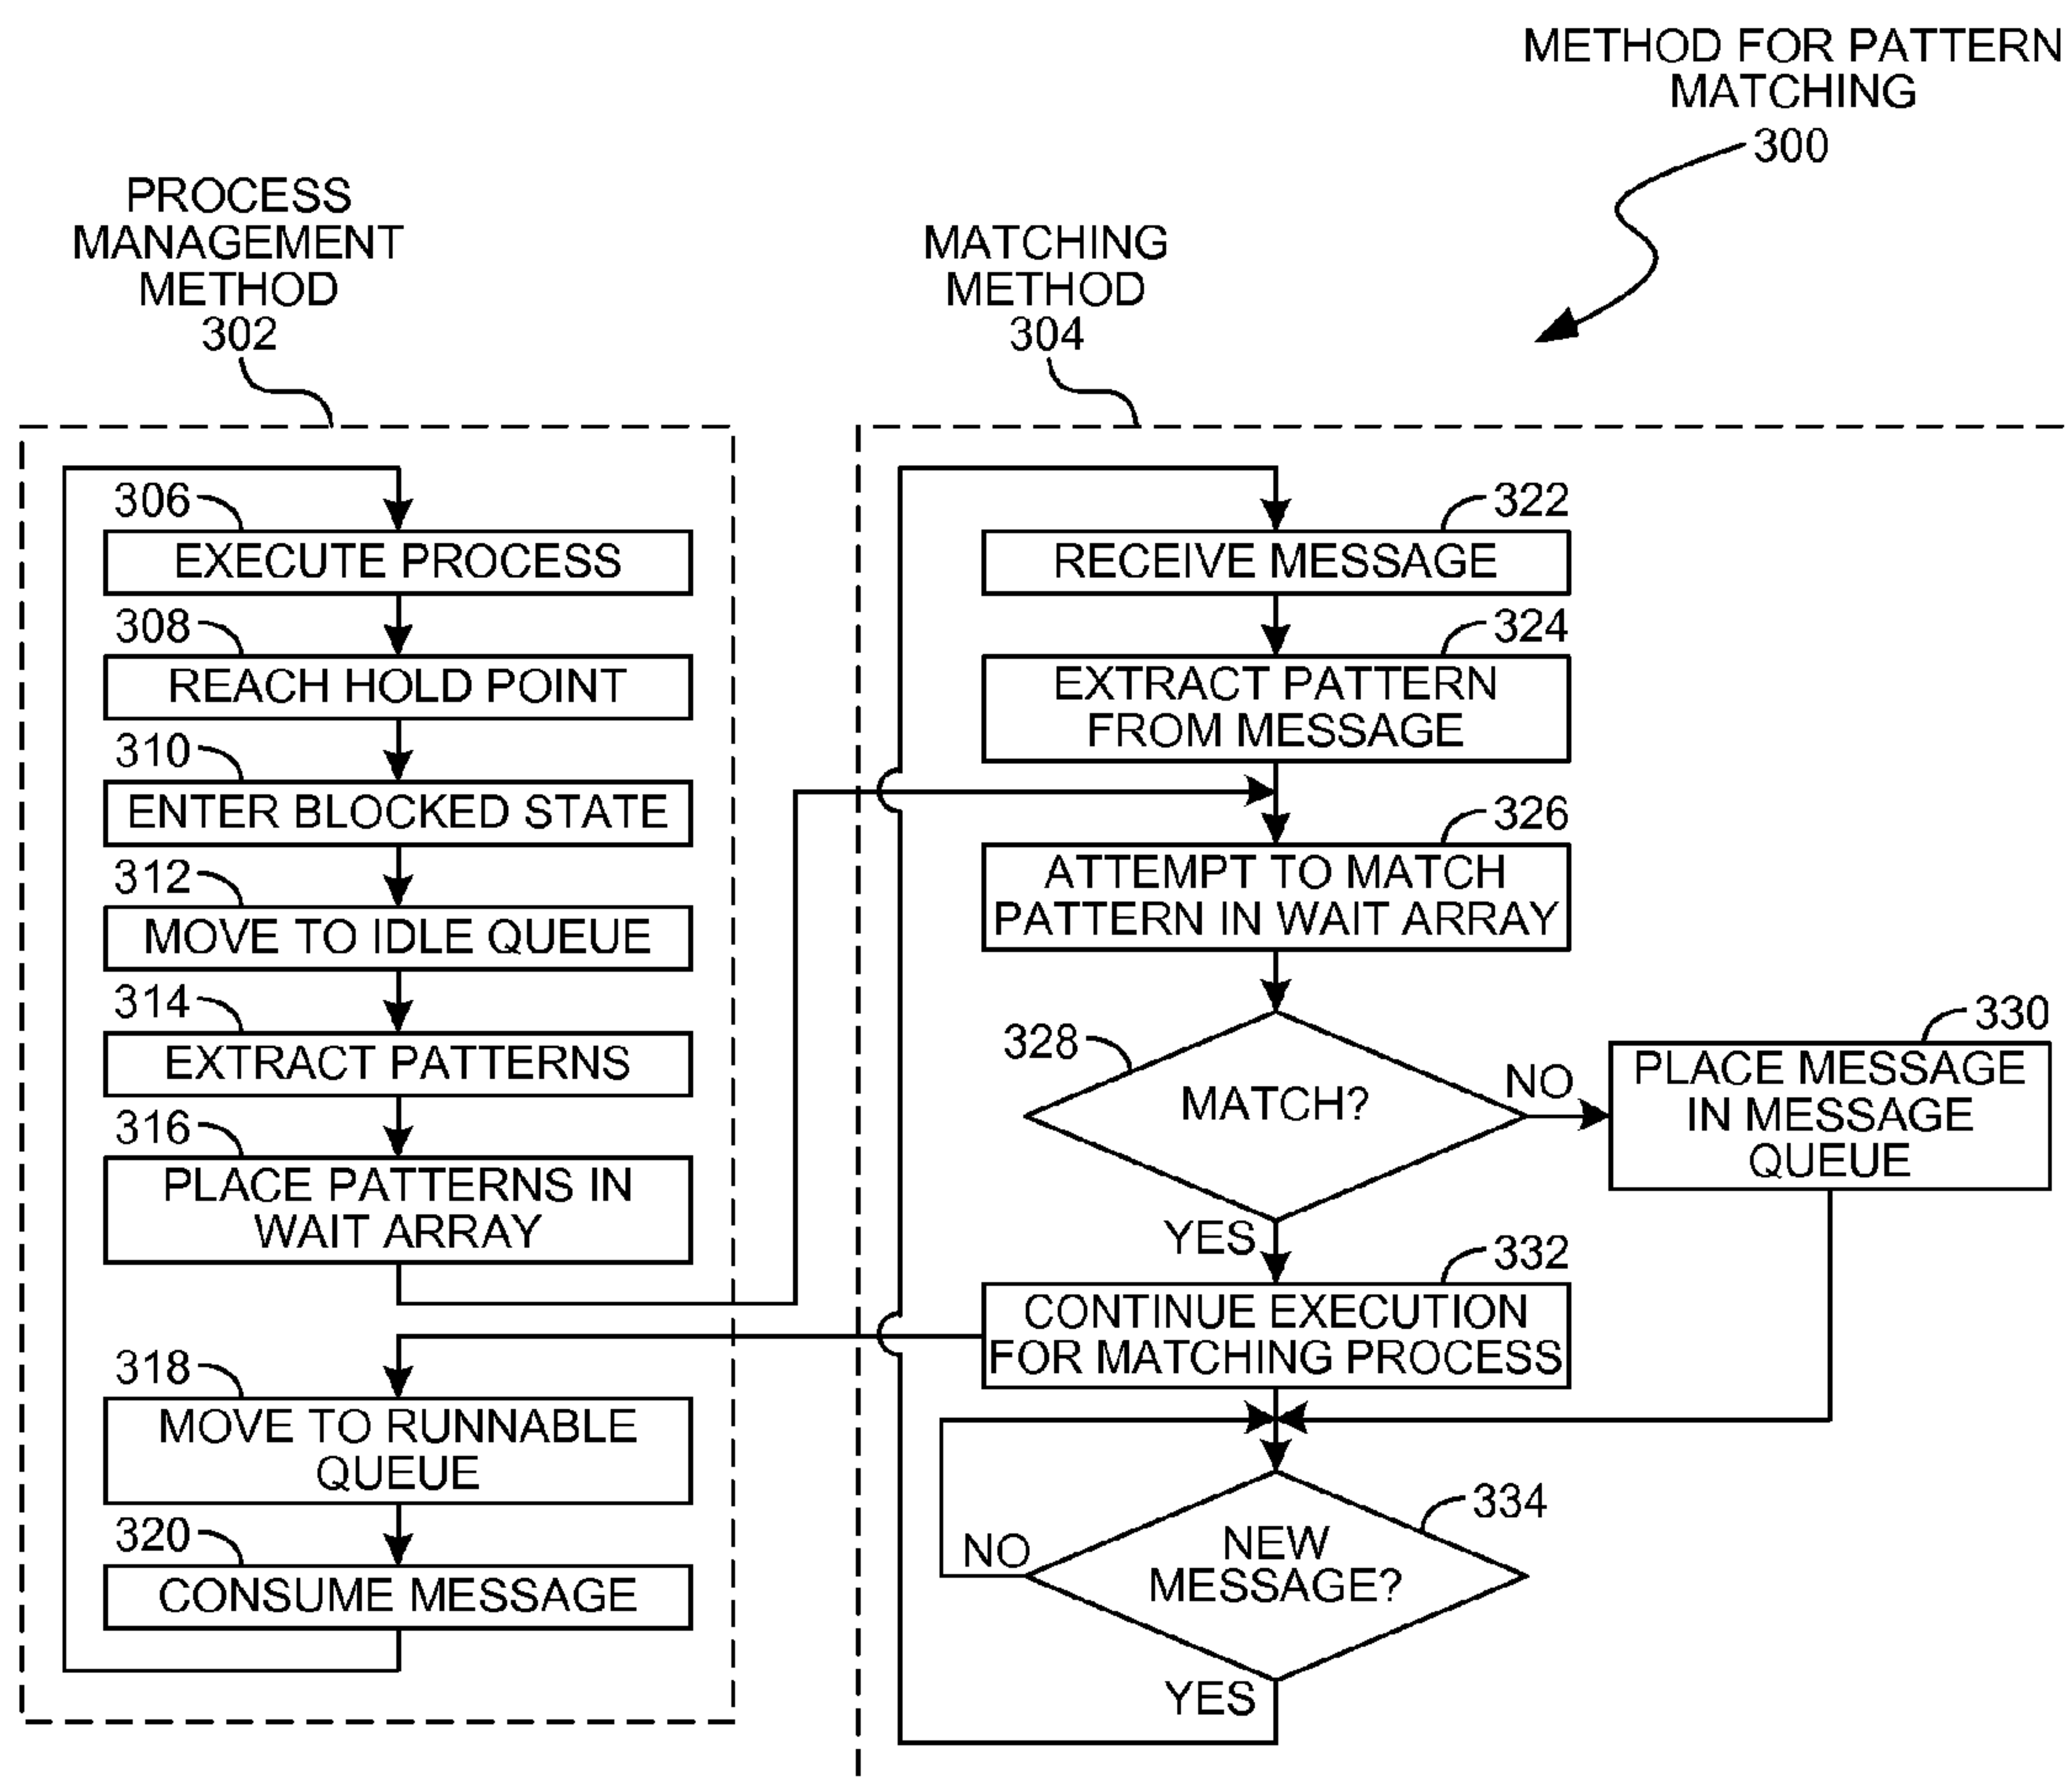 METHOD FOR PATTERN
MATCHING
300
PROCESS
MANAGEMENT
METHOD
302
MATCHING
METHOD
304
306
EXECUTE PROCESS
308
REACH HOLD POINT
310
ENTER BLOCKED STATE
312
MOVE TO IDLE QUEUE
314
EXTRACT PATTERNS
316
PLACE PATTERNS IN
WAIT ARRAY
318
MOVE TO RUNNABLE
QUEUE
320
CONSUME MESSAGE
322
RECEIVE MESSAGE
324
EXTRACT PATTERN
FROM MESSAGE
326
ATTEMPT TO MATCH
PATTERN IN WAIT ARRAY
328
MATCH?
NO
330
PLACE MESSAGE
IN MESSAGE
QUEUE
YES
332
CONTINUE EXECUTION
FOR MATCHING PROCESS
334
NEW
MESSAGE?
NO
YES